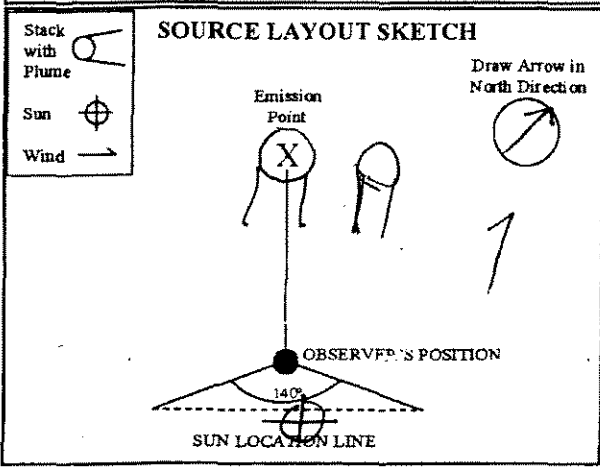 SOURCE LAYOUT SKETCH
Stack
with
Plume
Sun
Wind
Emission
Point
X
Draw Arrow in
North Direction
OBSERVER'S POSITION
140°
SUN LOCATION LINE